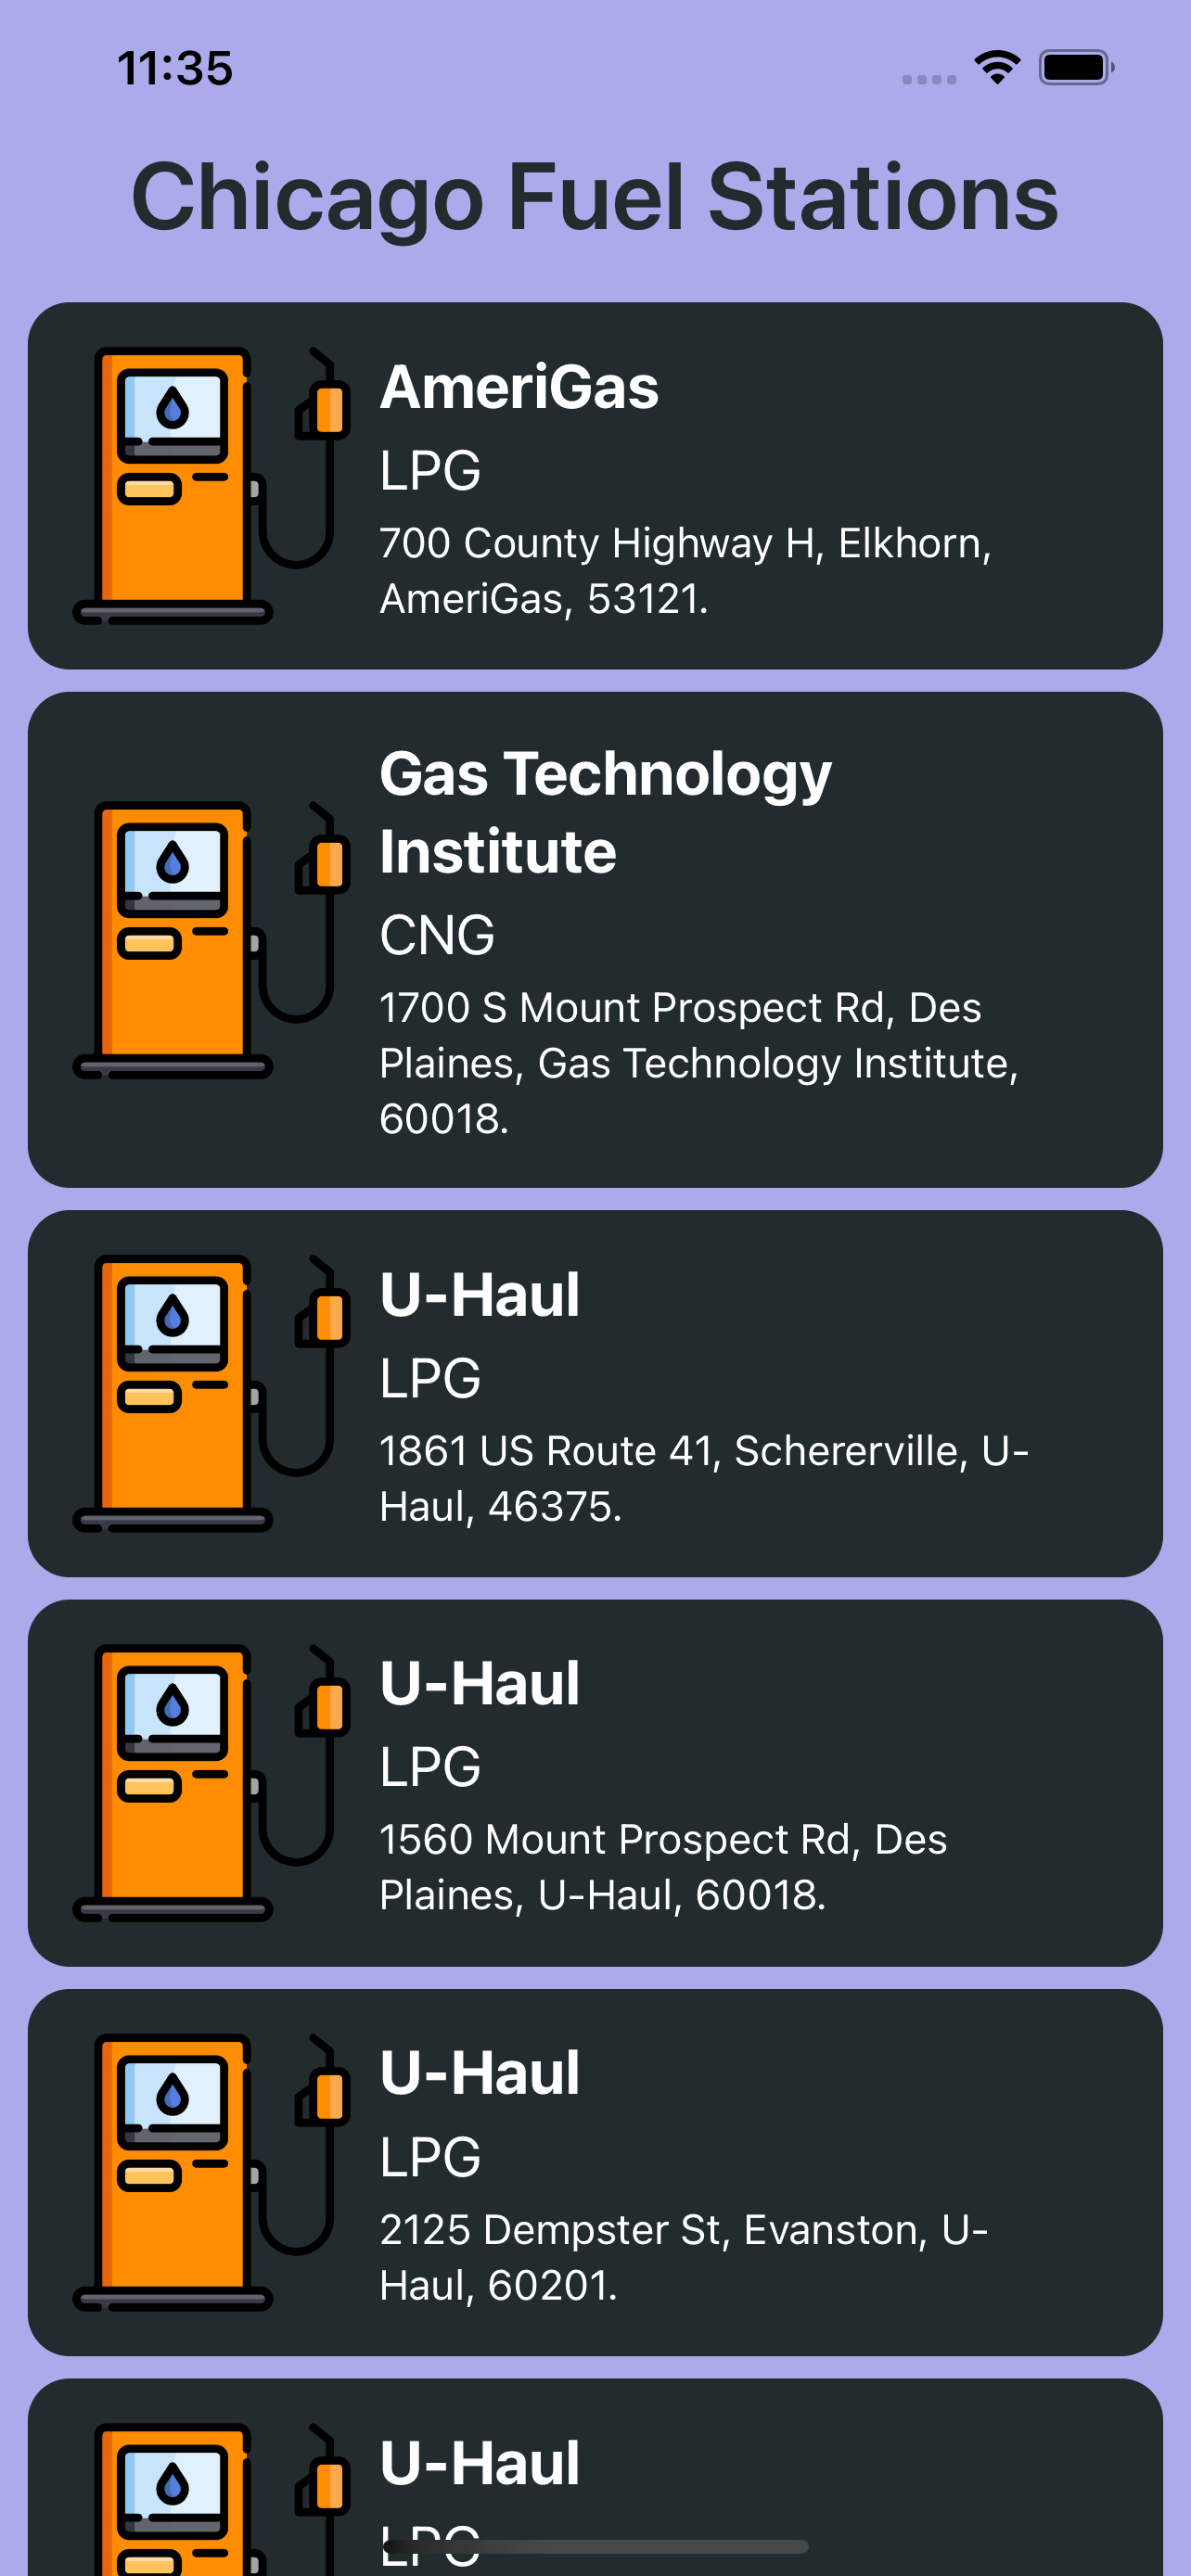 11:35
Chicago Fuel Stations
AmeriGas
LPG
700 County Highway H, Elkhorn,
AmeriGas, 53121.
Gas Technology
Institute
CNG
1700 S Mount Prospect Rd, Des
Plaines, Gas Technology Institute,
60018.
U-Haul
LPG
1861 US Route 41, Schererville, U-
Haul, 46375.
U-Haul
LPG
1560 Mount Prospect Rd, Des
Plaines, U-Haul, 60018.
U-Haul
LPG
2125 Dempster St, Evanston, U-
Haul, 60201.
U-Haul
LPG